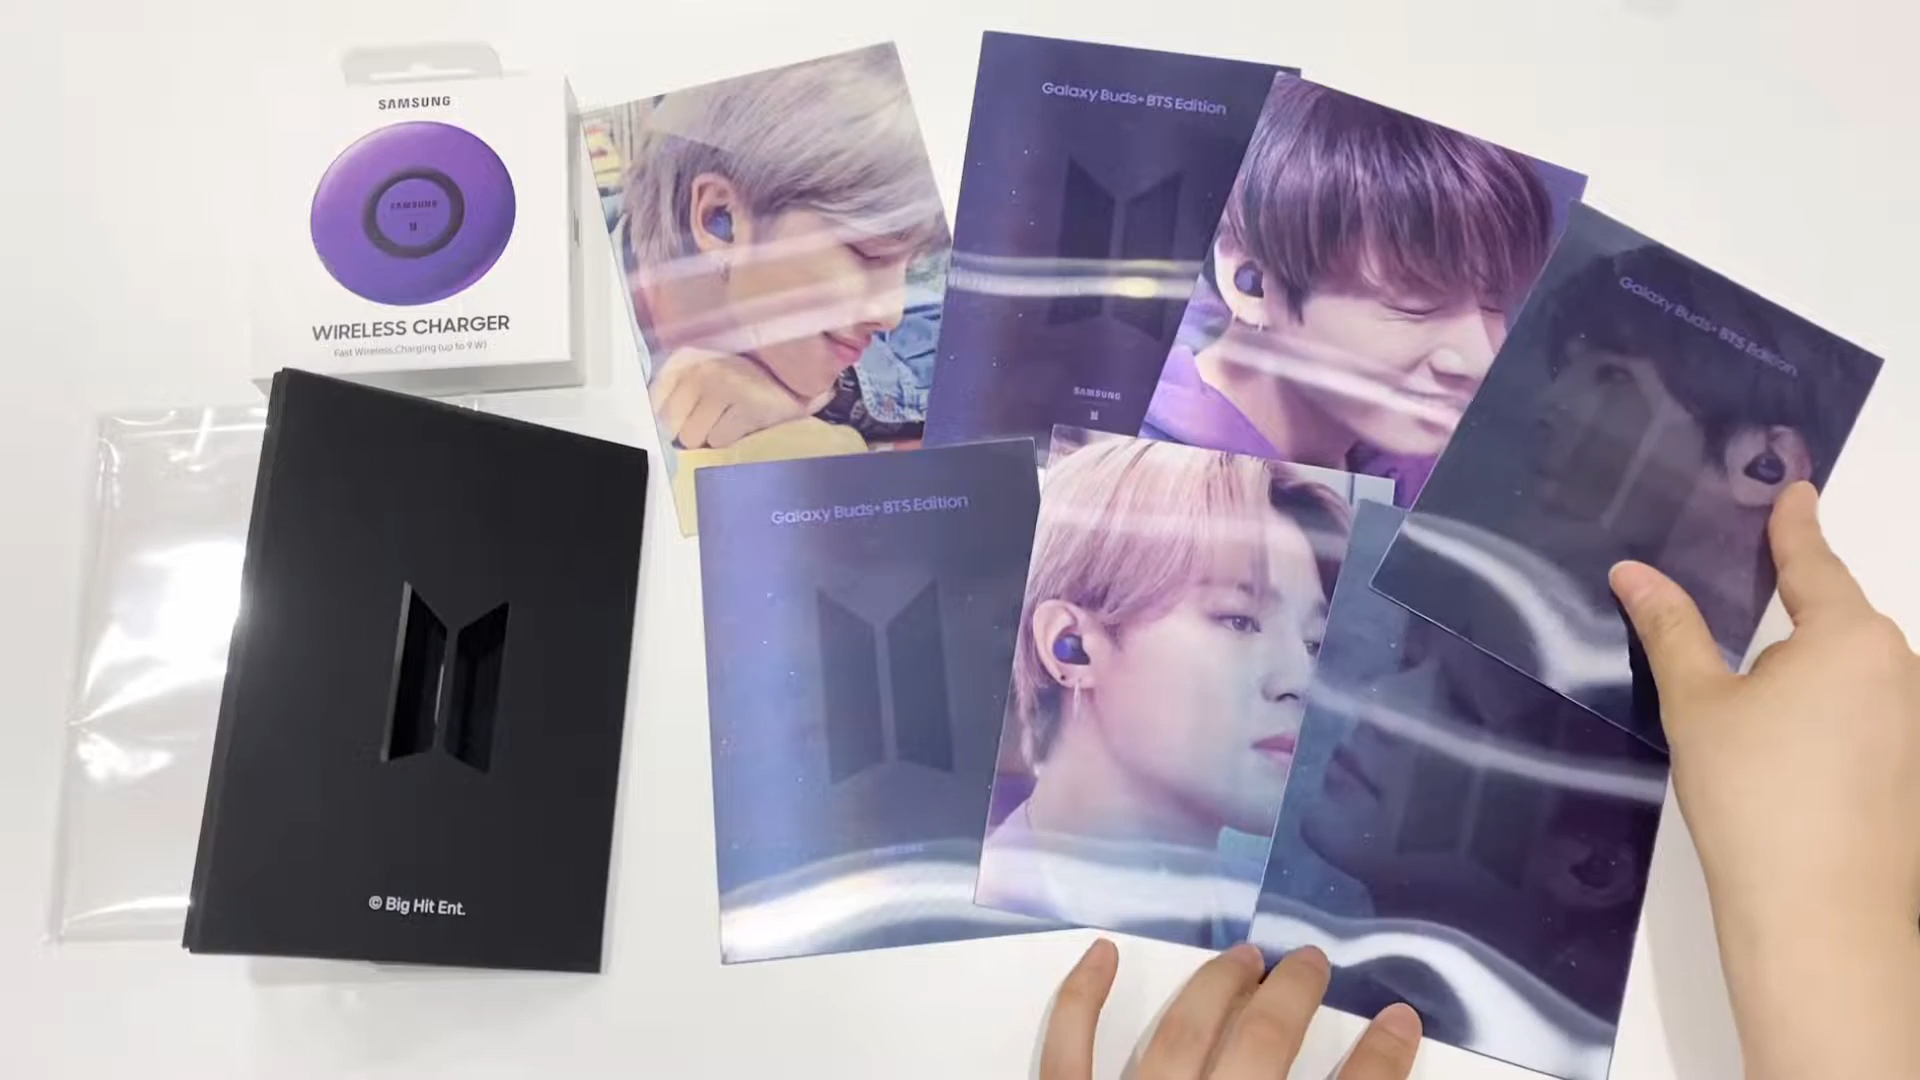 SAMSUNG
SAMSUNG
WIRELESS CHARGER
Fast Wireless Charging (up to 9 W)
Galaxy Buds+ BTS Edition
SAMSUNG
Galaxy Buds+ BTS Edition
Galaxy Buds+ BTS Edition
© Big Hit Ent.